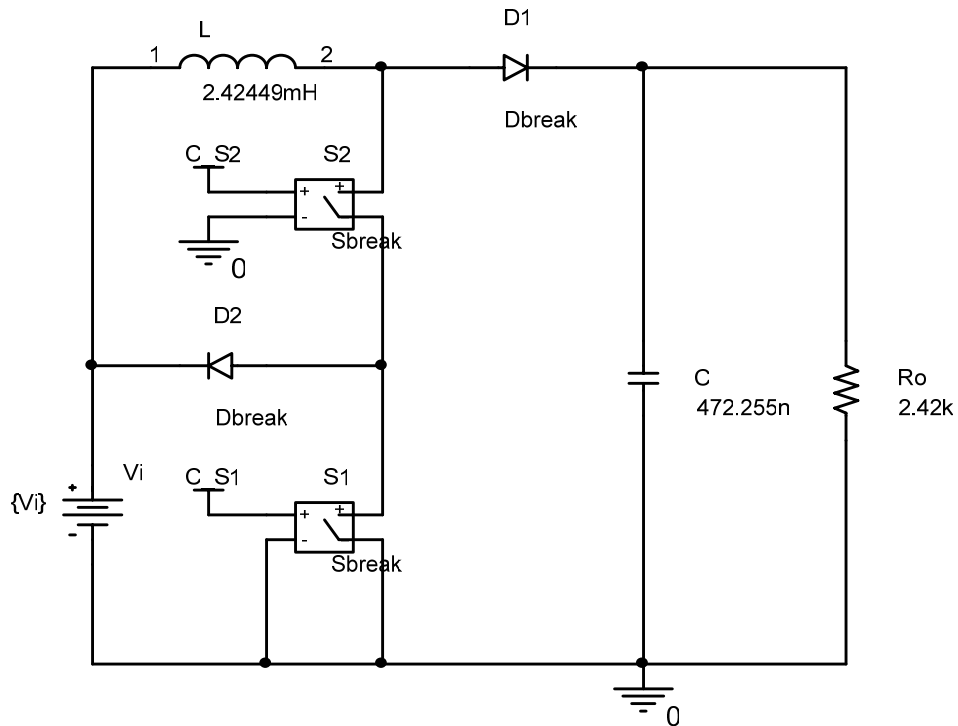 D1
L
1
2
2.42449mH
Dbreak
C_S2
S2
+ +
-
Sbreak
0
D2
Dbreak
C
472.255n
Ro
2.42k
Vi
{Vi}
+
-
C_S1
S1
+ +
-
Sbreak
0